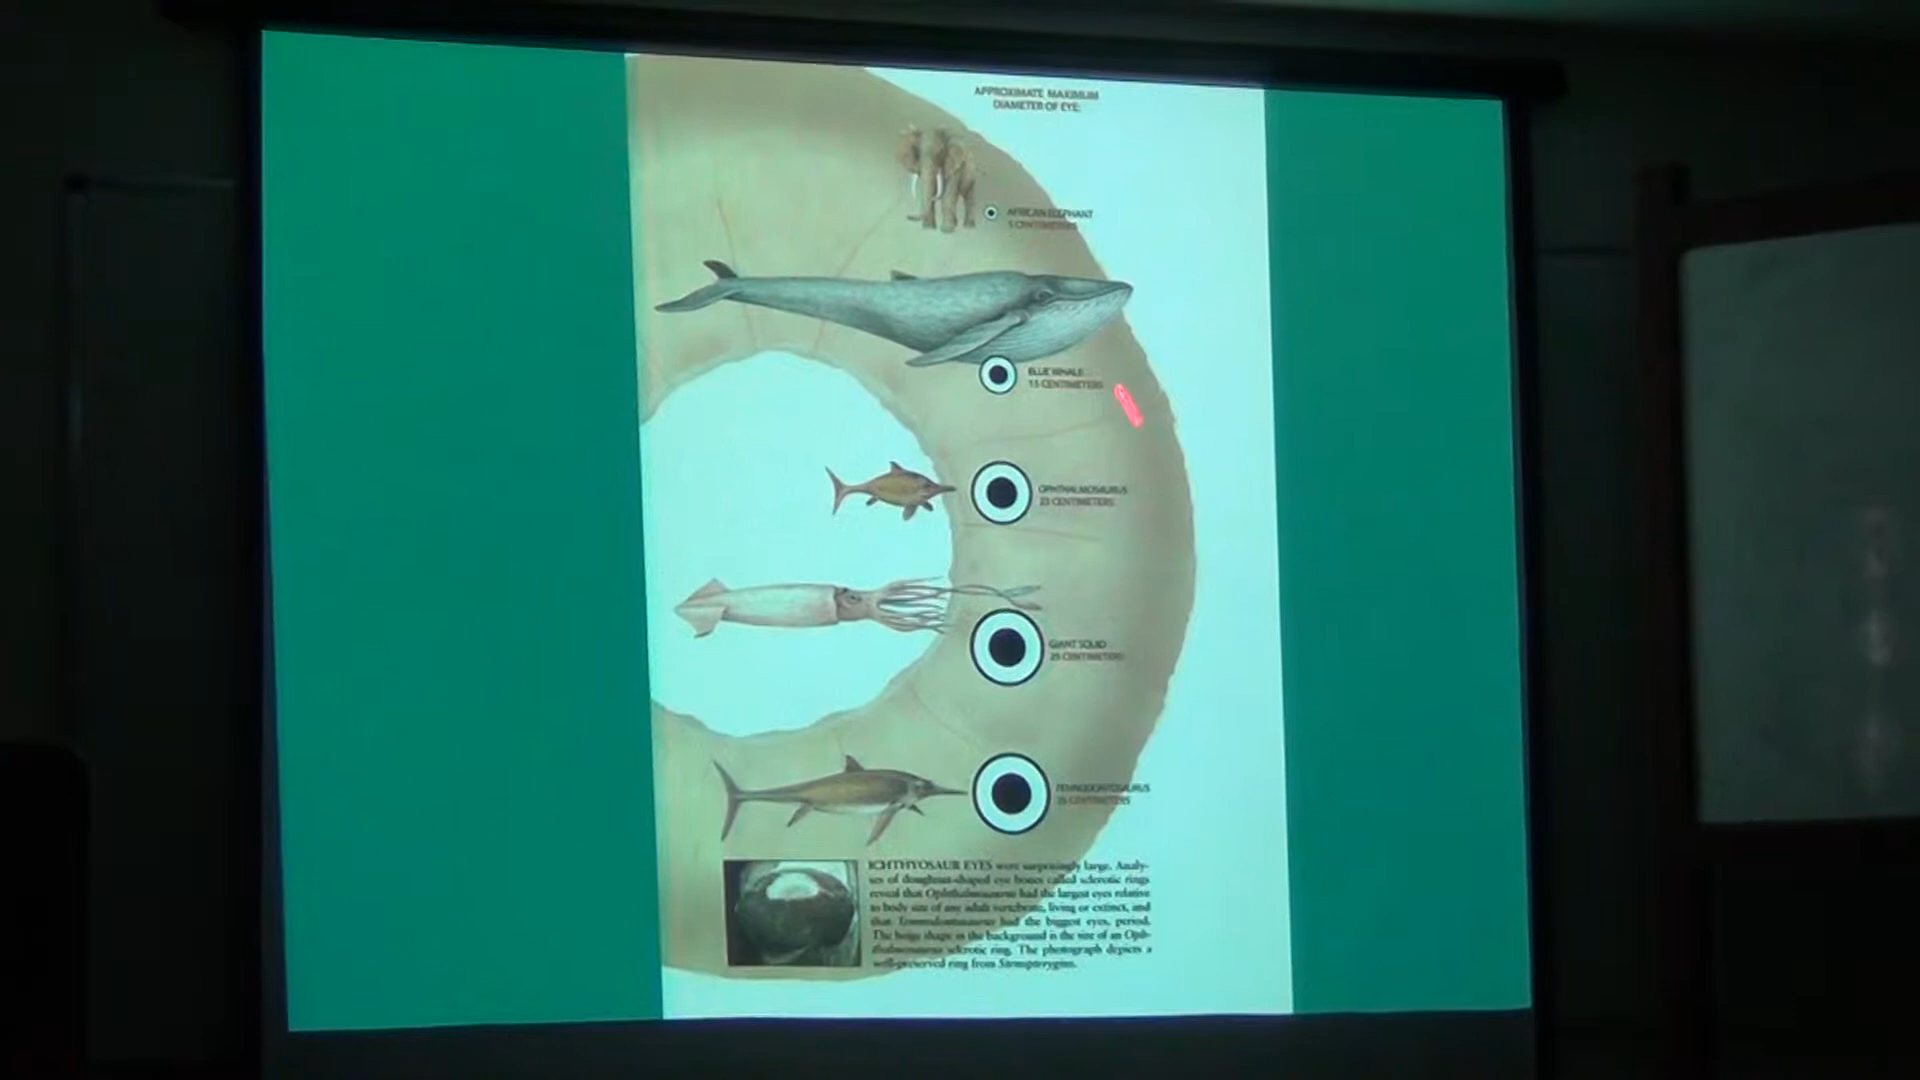 APPROXIMATE MAXIMUM
DIAMETER OF EYE:
AFRICAN ELEPHANT
5 CENTIMETERS
BLUE WHALE
15 CENTIMETERS
OPHTHALMOSAURUS
23 CENTIMETERS
GIANT SQUID
25 CENTIMETERS
TEMNODONTOSAURUS
CENTIMETERS
ICHTHYOSAUR EYES were surprisingly large. Analy-
ses of doughnut-shaped eye bones called sclerotic rings
reveal that Ophthalmosaurus had the largest eyes relative
to body size of any adult vertebrate, living or extinct, and
that Temnodontosaurus had the biggest eyes, period.
The beige shape in the background is the size of an Oph-
thalmosaurus sclerotic ring. The photograph depicts a
well-preserved ring from Stenopterygius.